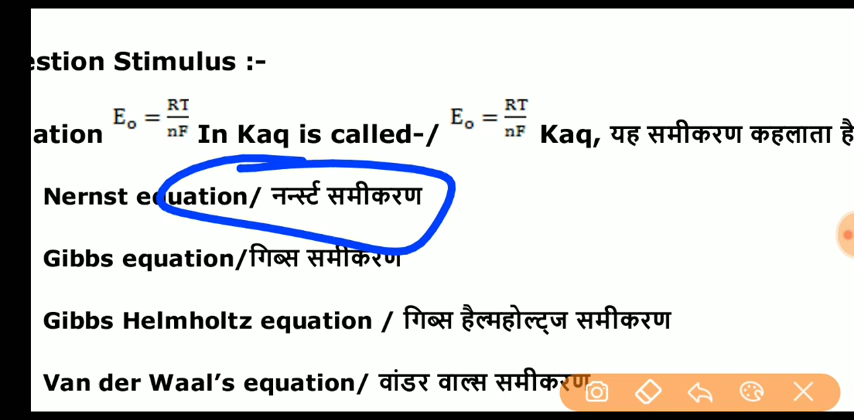 estion Stimulus :-
ation E₀ = RT/nF In Kaq is called-/ E₀ = RT/nF Kaq, यह समीकरण कहलाता है
Nernst equation/ नर्न्स्ट समीकरण
Gibbs equation/गिब्स समीकरण
Gibbs Helmholtz equation / गिब्स हैल्महोल्ट्ज समीकरण
Van der Waal’s equation/ वांडर वाल्स समीकरण